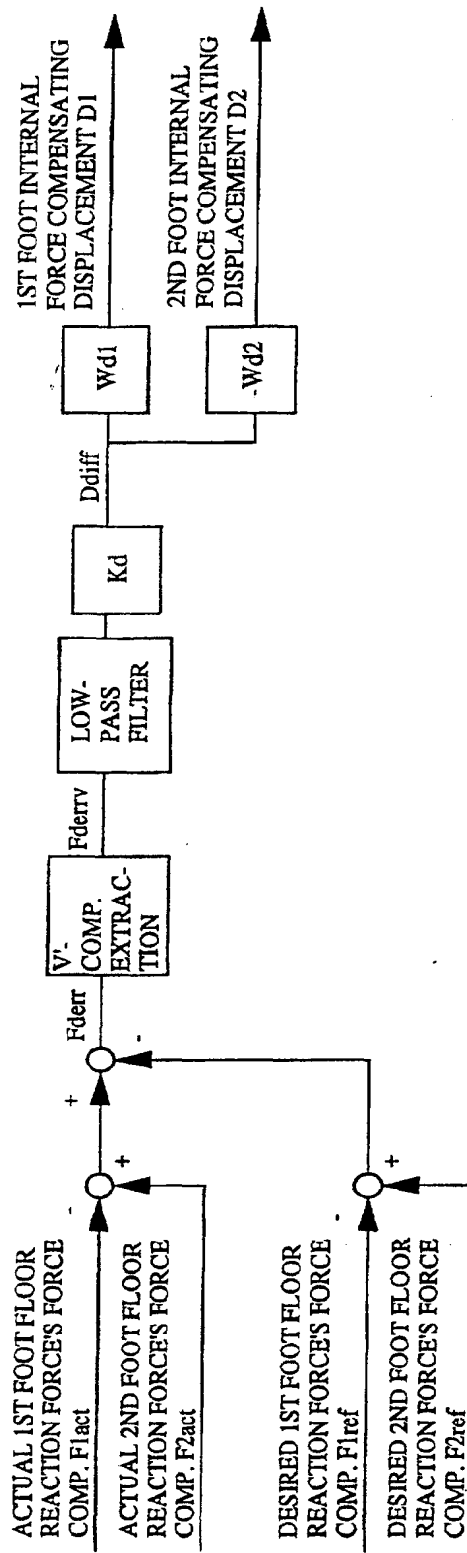 ACTUAL 1ST FOOT FLOOR
REACTION FORCE'S FORCE
COMP. F1act
ACTUAL 2ND FOOT FLOOR
REACTION FORCE'S FORCE
COMP. F2act
DESIRED 1ST FOOT FLOOR
REACTION FORCE'S FORCE
COMP. F1ref
DESIRED 2ND FOOT FLOOR
REACTION FORCE'S FORCE
COMP. F2ref
-
+
+
-
-
+
Fderr
V'-
COMP.
EXTRAC-
TION
Fderrv
LOW-
PASS
FILTER
Kd
Ddiff
Wd1
-Wd2
1ST FOOT INTERNAL
FORCE COMPENSATING
DISPLACEMENT D1
2ND FOOT INTERNAL
FORCE COMPENSATING
DISPLACEMENT D2